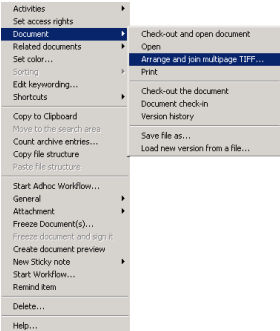 Activities
Set access rights
Document
Related documents
Set color...
Sorting
Edit keywording...
Shortcuts
Copy to Clipboard
Move to the search area
Count archive entries...
Copy file structure
Paste file structure
Start Adhoc Workflow...
General
Attachment
Freeze Document(s)...
Freeze document and sign it
Create document preview
New Sticky note
Start Workflow...
Remind item
Delete...
Help...
Check-out and open document
Open
Arrange and join multipage TIFF...
Print
Check-out the document
Document check-in
Version history
Save file as...
Load new version from a file...